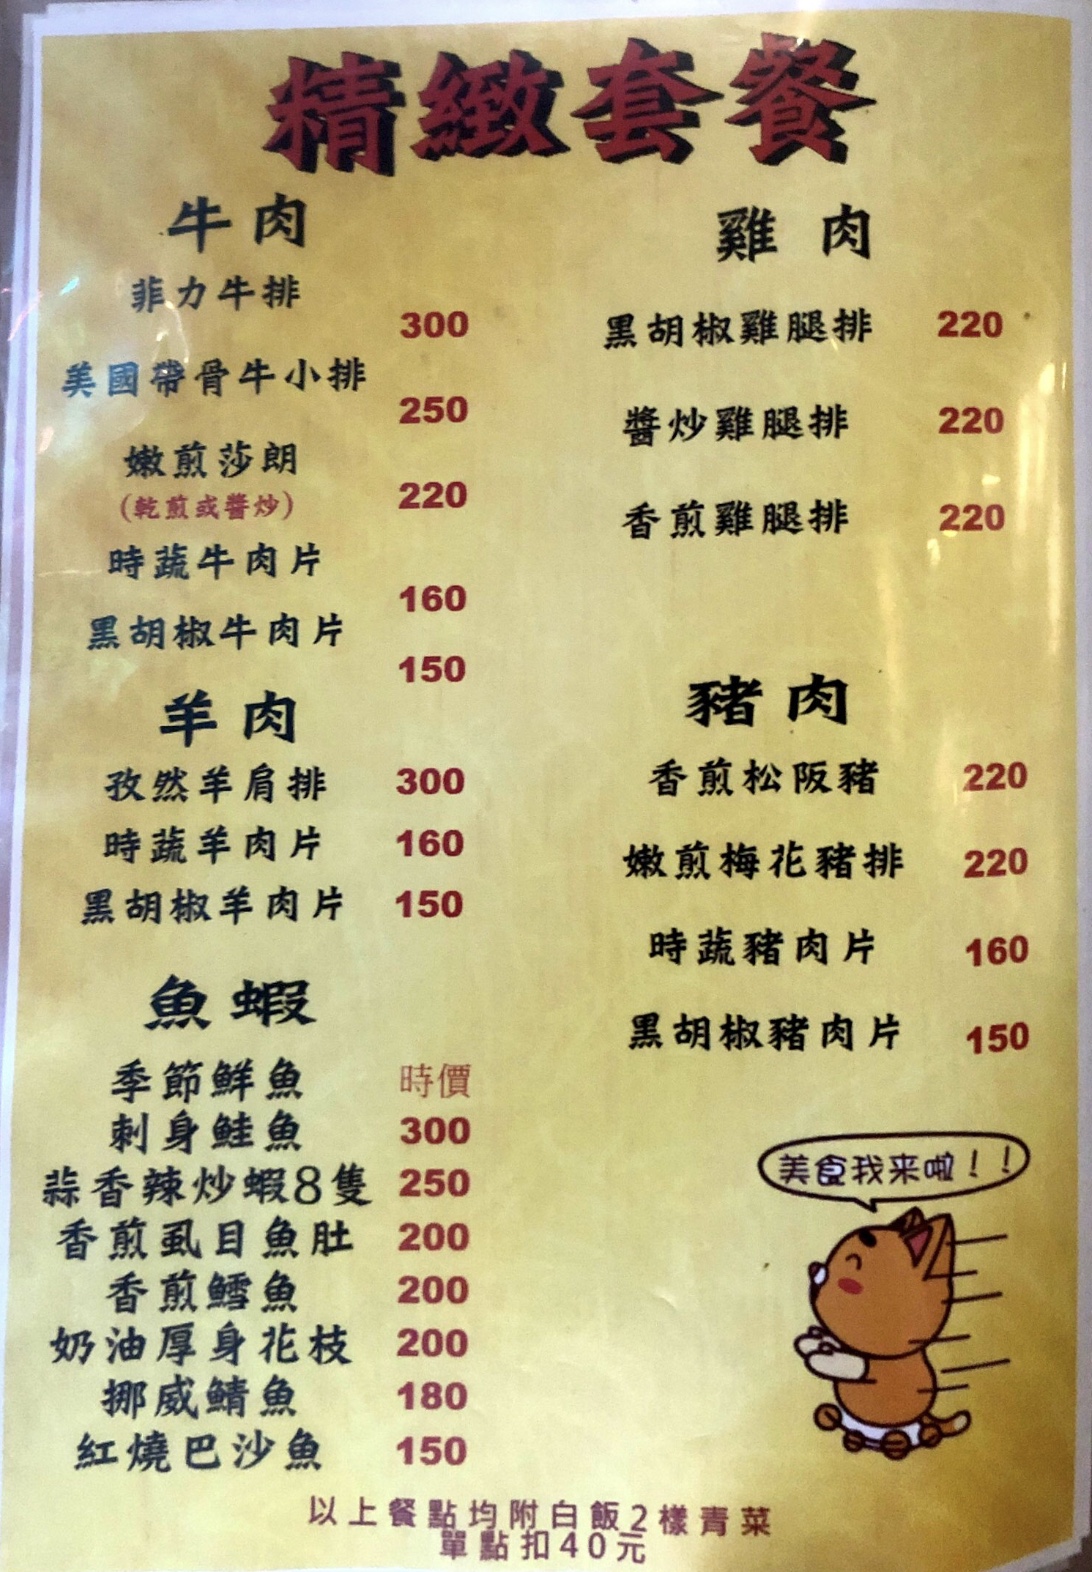 精緻套餐
牛肉
菲力牛排 300
美國帶骨牛小排 250
嫩煎莎朗 220
(乾煎或醬炒)
時蔬牛肉片 160
黑胡椒牛肉片 150
羊肉
孜然羊肩排 300
時蔬羊肉片 160
黑胡椒羊肉片 150
魚蝦
季節鮮魚 時價
刺身鮭魚 300
蒜香辣炒蝦8隻 250
香煎虱目魚肚 200
香煎鱈魚 200
奶油厚身花枝 200
挪威鯖魚 180
紅燒巴沙魚 150
雞肉
黑胡椒雞腿排 220
醬炒雞腿排 220
香煎雞腿排 220
豬肉
香煎松阪豬 220
嫩煎梅花豬排 220
時蔬豬肉片 160
黑胡椒豬肉片 150
美食我来啦！！
以上餐點均附白飯2樣青菜
單點扣40元